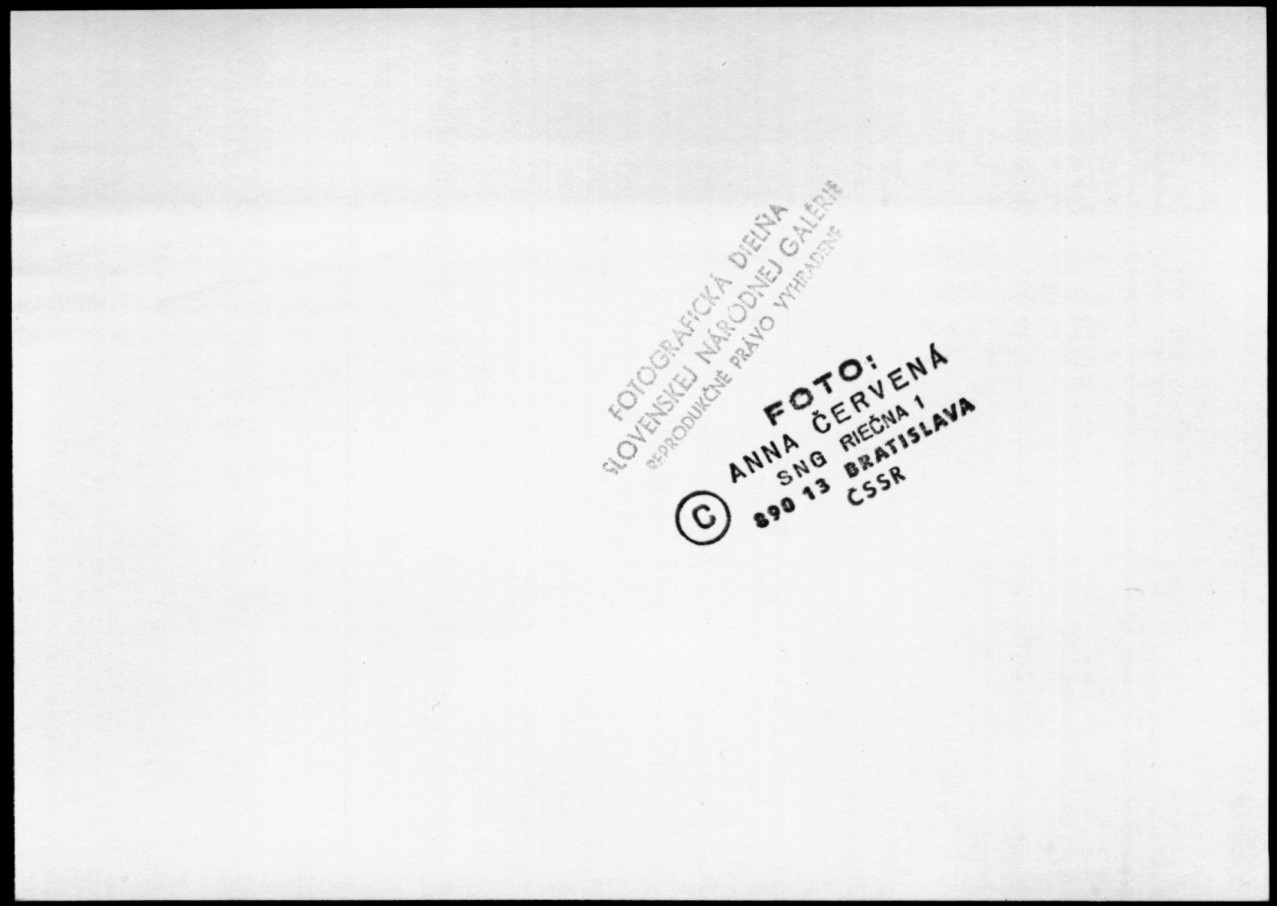 FOTOGRAFICKÁ DIELŇA
SLOVENSKEJ NÁRODNEJ GALÉRIE
REPRODUKČNÉ PRÁVO VYHRADENÉ
FOTO:
ANNA ČERVENÁ
SNG RIEČNA 1
© 890 13 BRATISLAVA
ČSSR